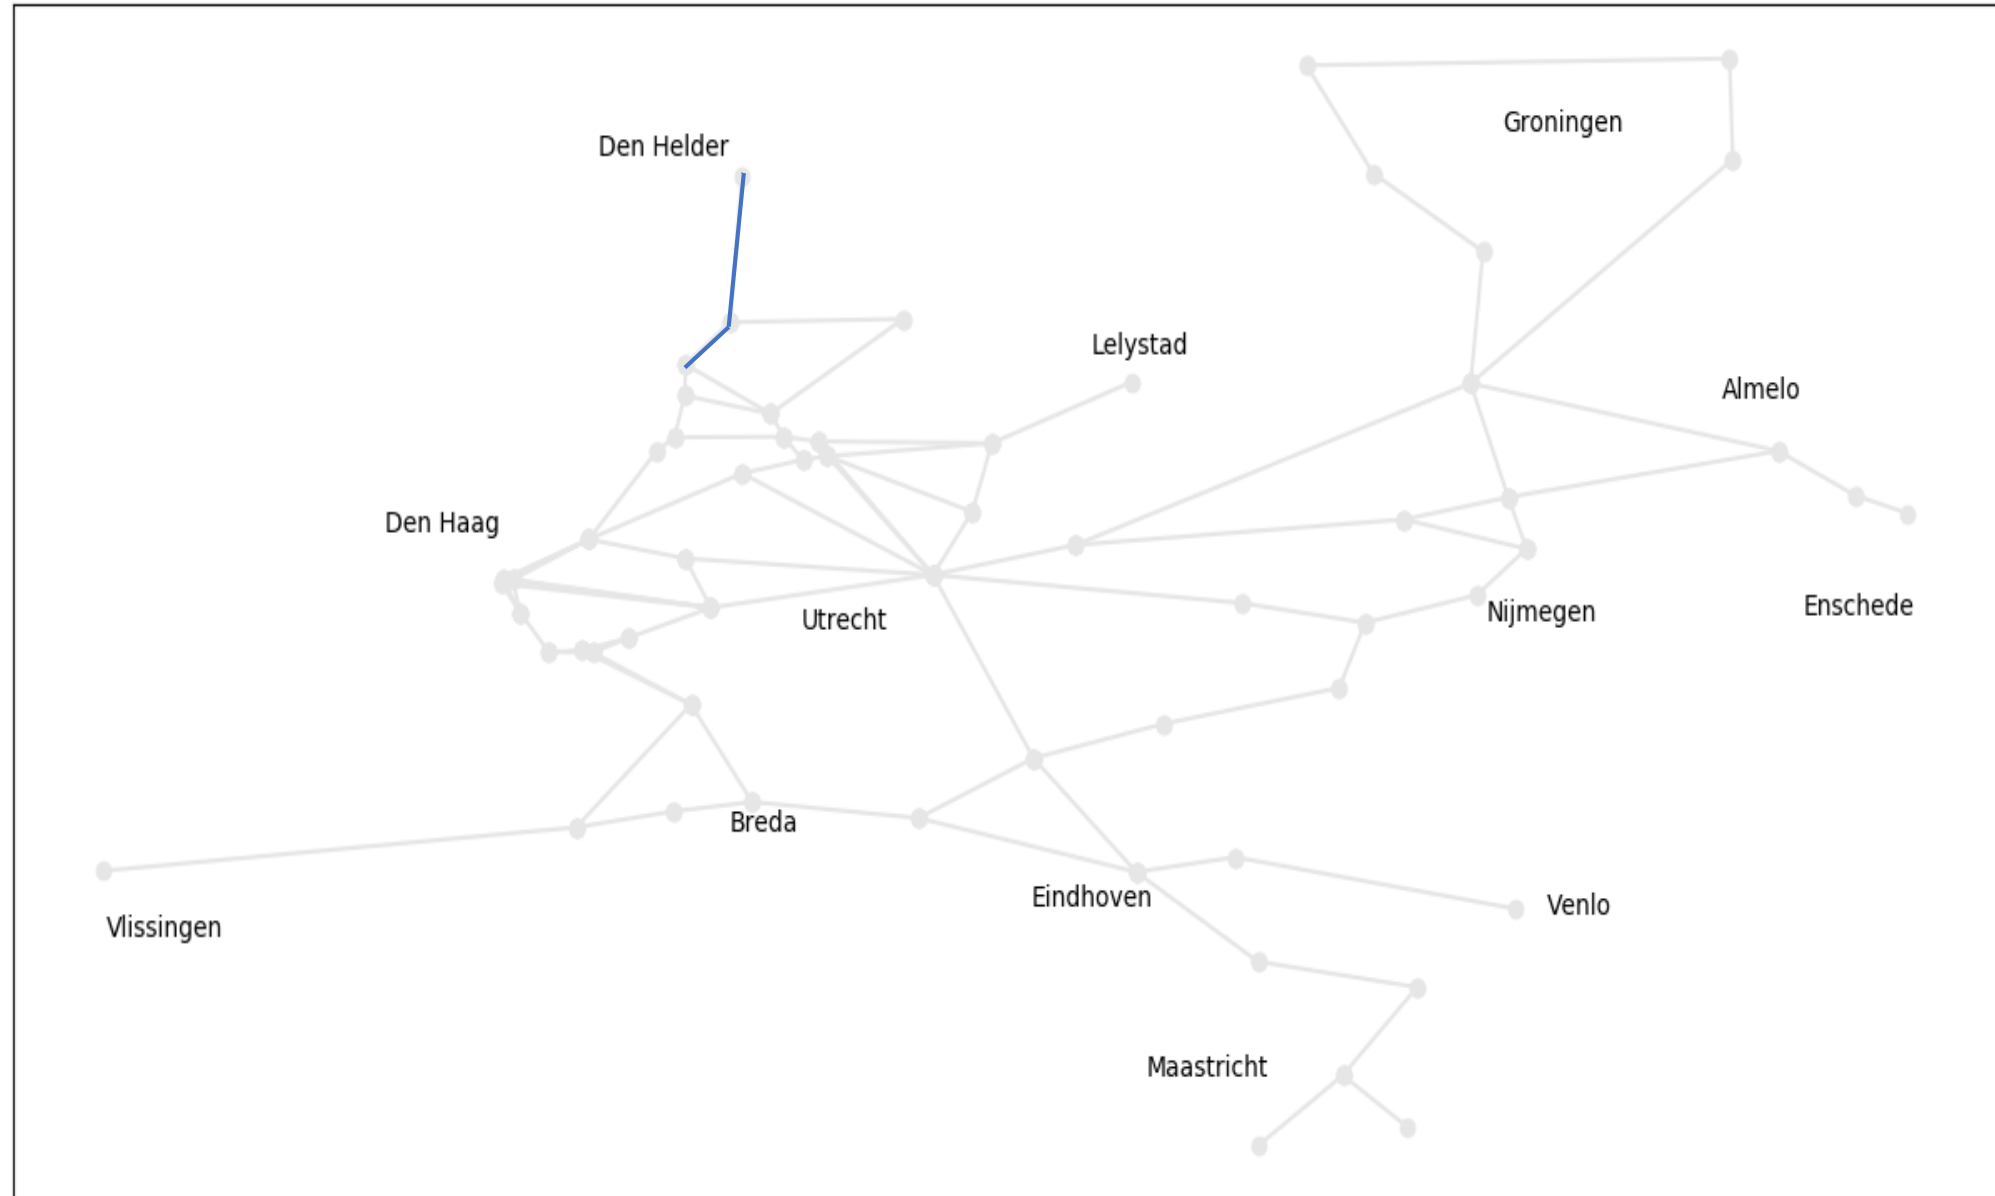 Groningen
Den Helder
Lelystad
Almelo
Den Haag
Utrecht
Nijmegen
Enschede
Breda
Eindhoven
Venlo
Vlissingen
Maastricht